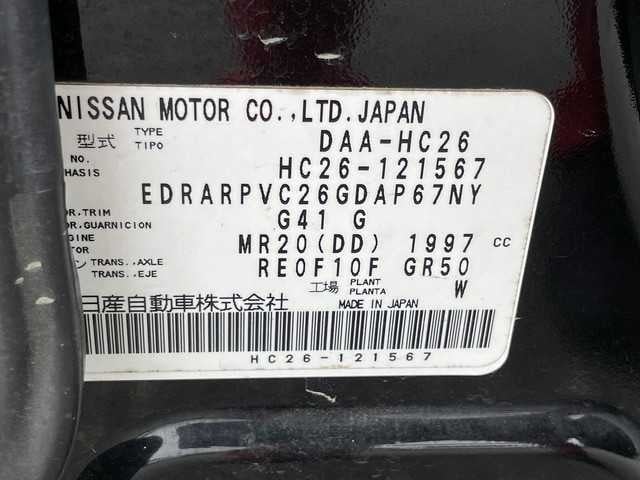 NISSAN MOTOR CO.,LTD.JAPAN
型式 TYPE TIPO DAA-HC26
NO. HASIS HC26-121567
EDRARPVC26GDAP67NY
OR.TRIM
OR.GUARNICION G41 G
GINE
TOR MR20(DD) 1997 CC
ン TRANS.,AXLE
TRANS.,EJE RE0F10F GR50
工場 PLANT PLANTA W
日産自動車株式会社 MADE IN JAPAN
HC26-121567